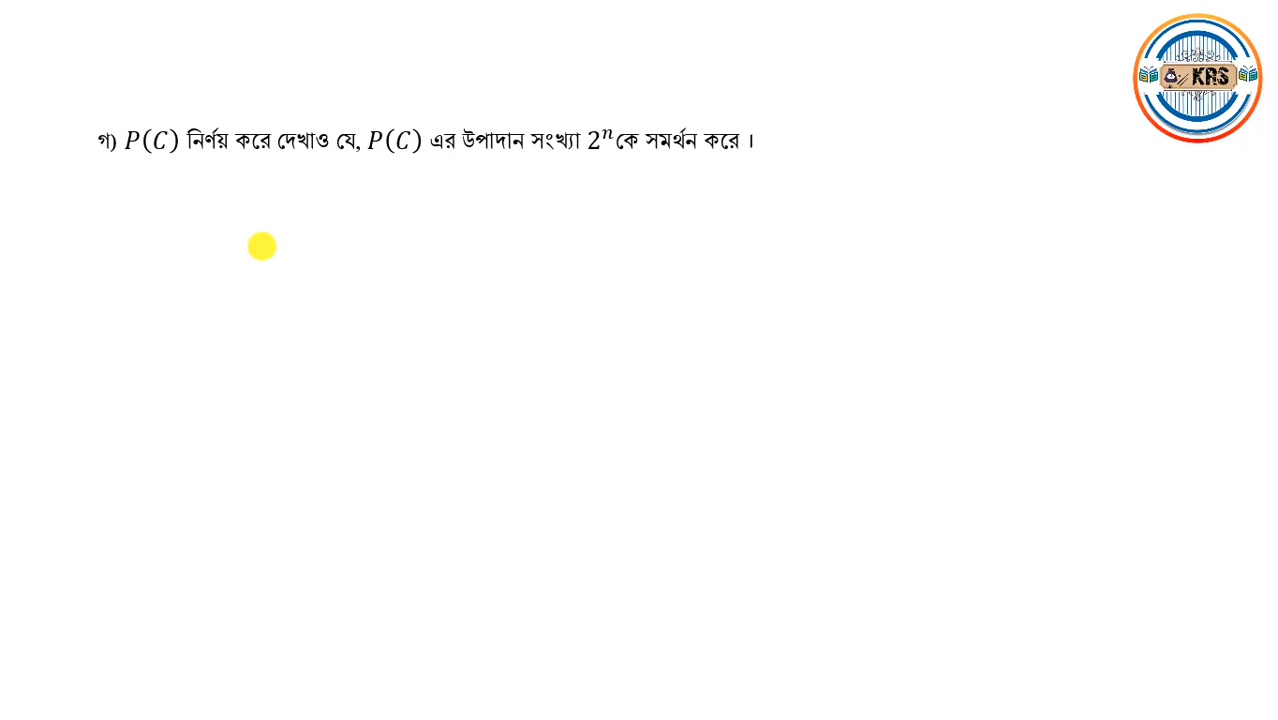 KRS
গ) P(C) নির্ণয় করে দেখাও যে, P(C) এর উপাদান সংখ্যা 2ⁿকে সমর্থন করে ।